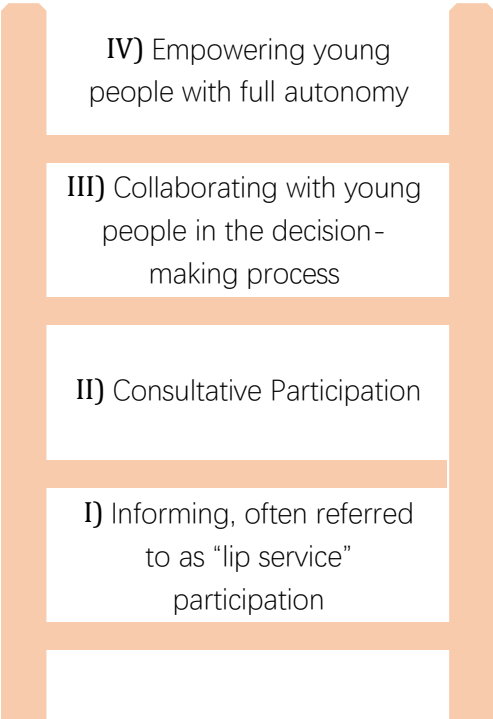 IV) Empowering young
people with full autonomy
III) Collaborating with young
people in the decision-
making process
II) Consultative Participation
I) Informing, often referred
to as “lip service”
participation